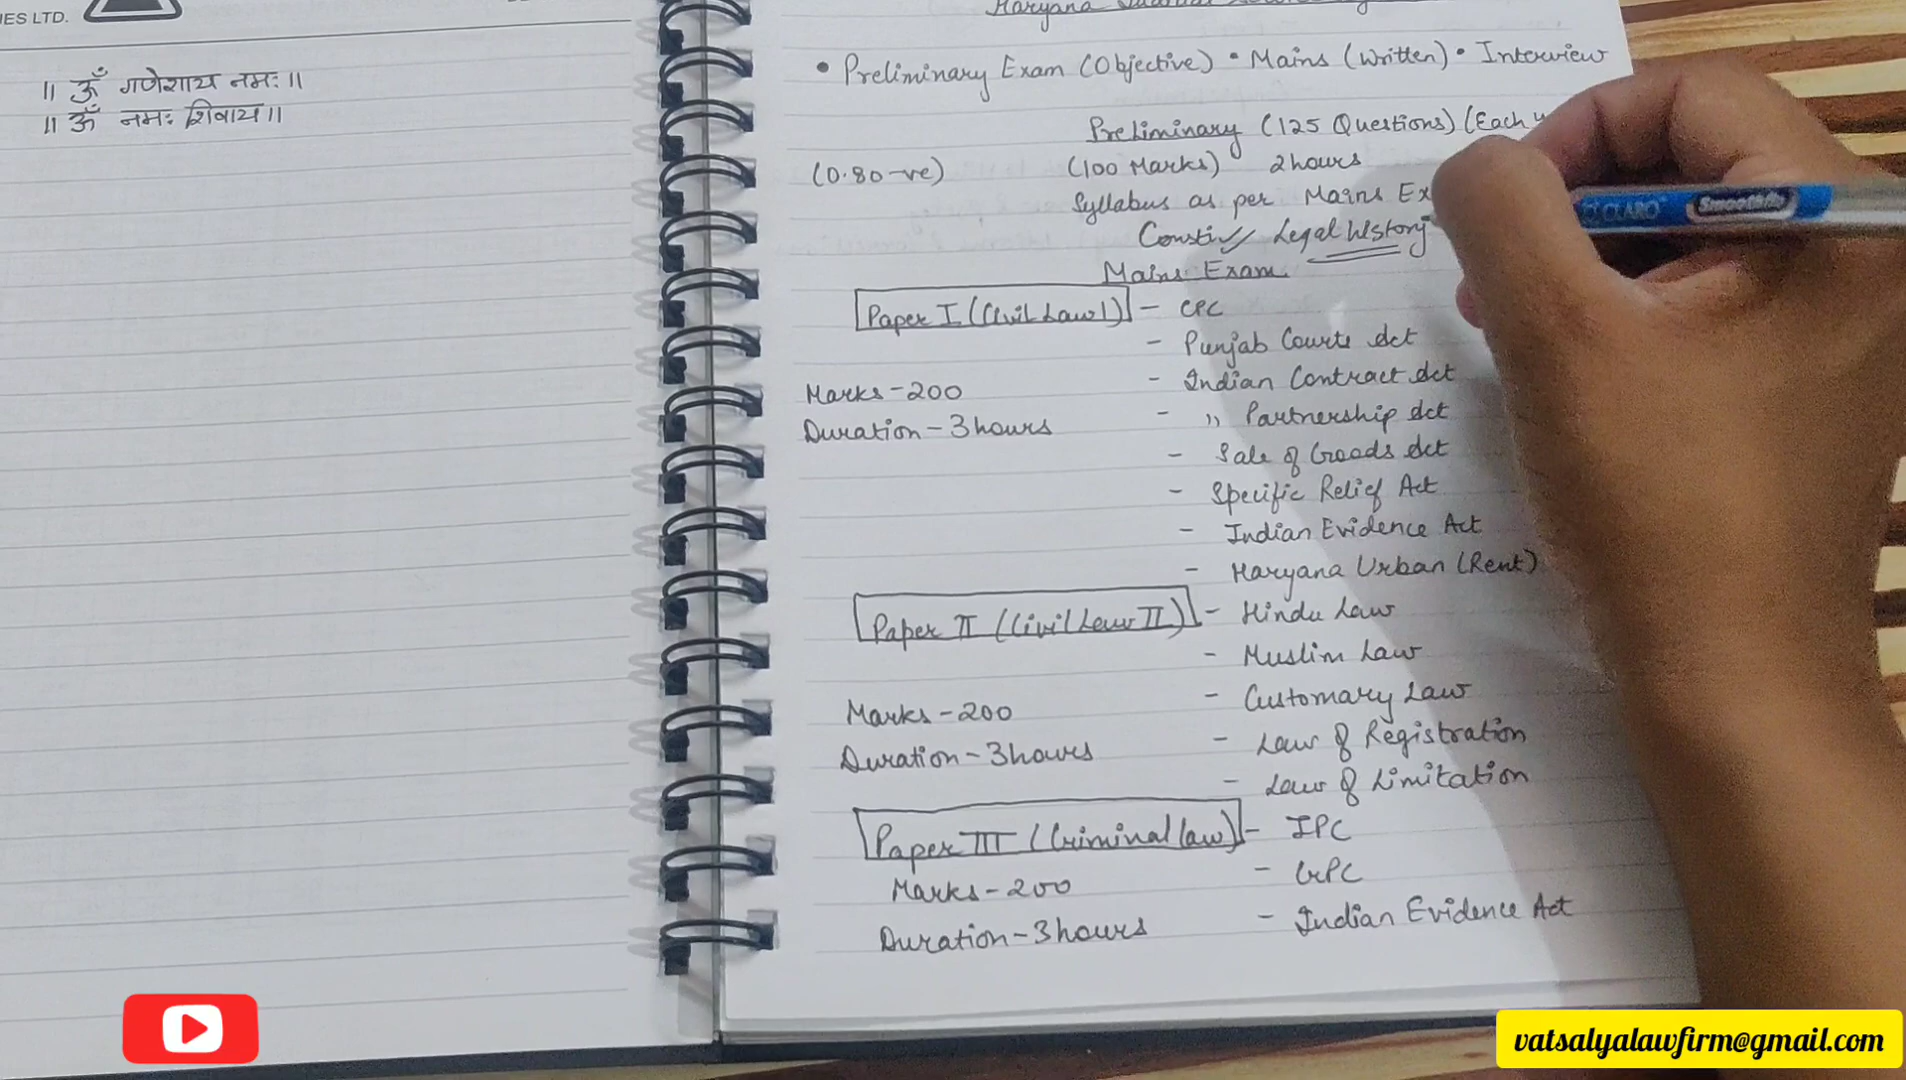 IES LTD.
॥ ॐ गणेशाय नमः ॥
॥ ॐ नमः शिवाय ॥
Haryana
• Preliminary Exam (Objective) • Mains (Written) • Interview
Preliminary (125 Questions) (Each
(0.80-ve) (100 Marks) 2 hours
Syllabus as per Mains Ex
Consti Legal History
Mains Exam
Paper I (Civil Law I) - CPC
- Punjab Courts Act
Marks - 200 - Indian Contract Act
Duration - 3 hours - ,, Partnership Act
- Sale of Goods Act
- Specific Relief Act
- Indian Evidence Act
- Haryana Urban (Rent)
Paper II (Civil Law II) - Hindu Law
- Muslim Law
Marks - 200 - Customary Law
Duration - 3 hours - Law of Registration
- Law of Limitation
Paper III (Criminal law) - IPC
Marks - 200 - CrPC
Duration - 3 hours - Indian Evidence Act
CLARO Smooth
vatsalyalawfirm@gmail.com